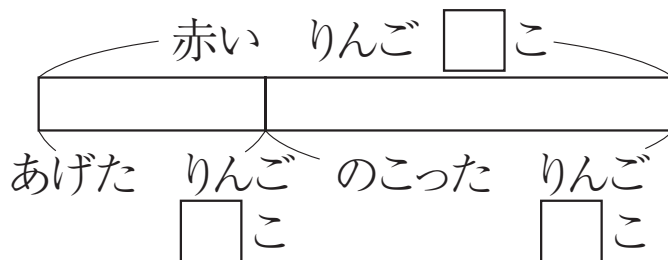 赤い りんご □こ
あげた りんご のこった りんご
□こ □こ